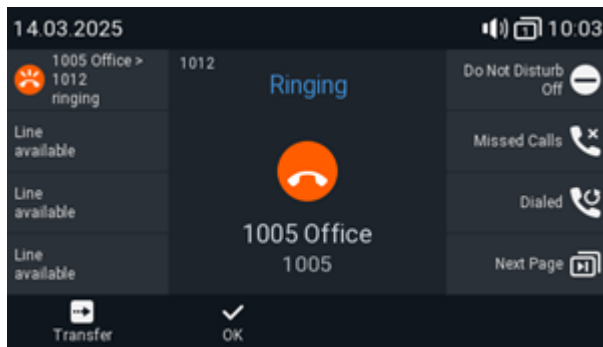 14.03.2025
1 10:03
1005 Office >
1012
ringing
1012
Ringing
Do Not Disturb
Off
Line
available
Missed Calls
Line
available
Dialed
1005 Office
1005
Line
available
Next Page
Transfer
OK